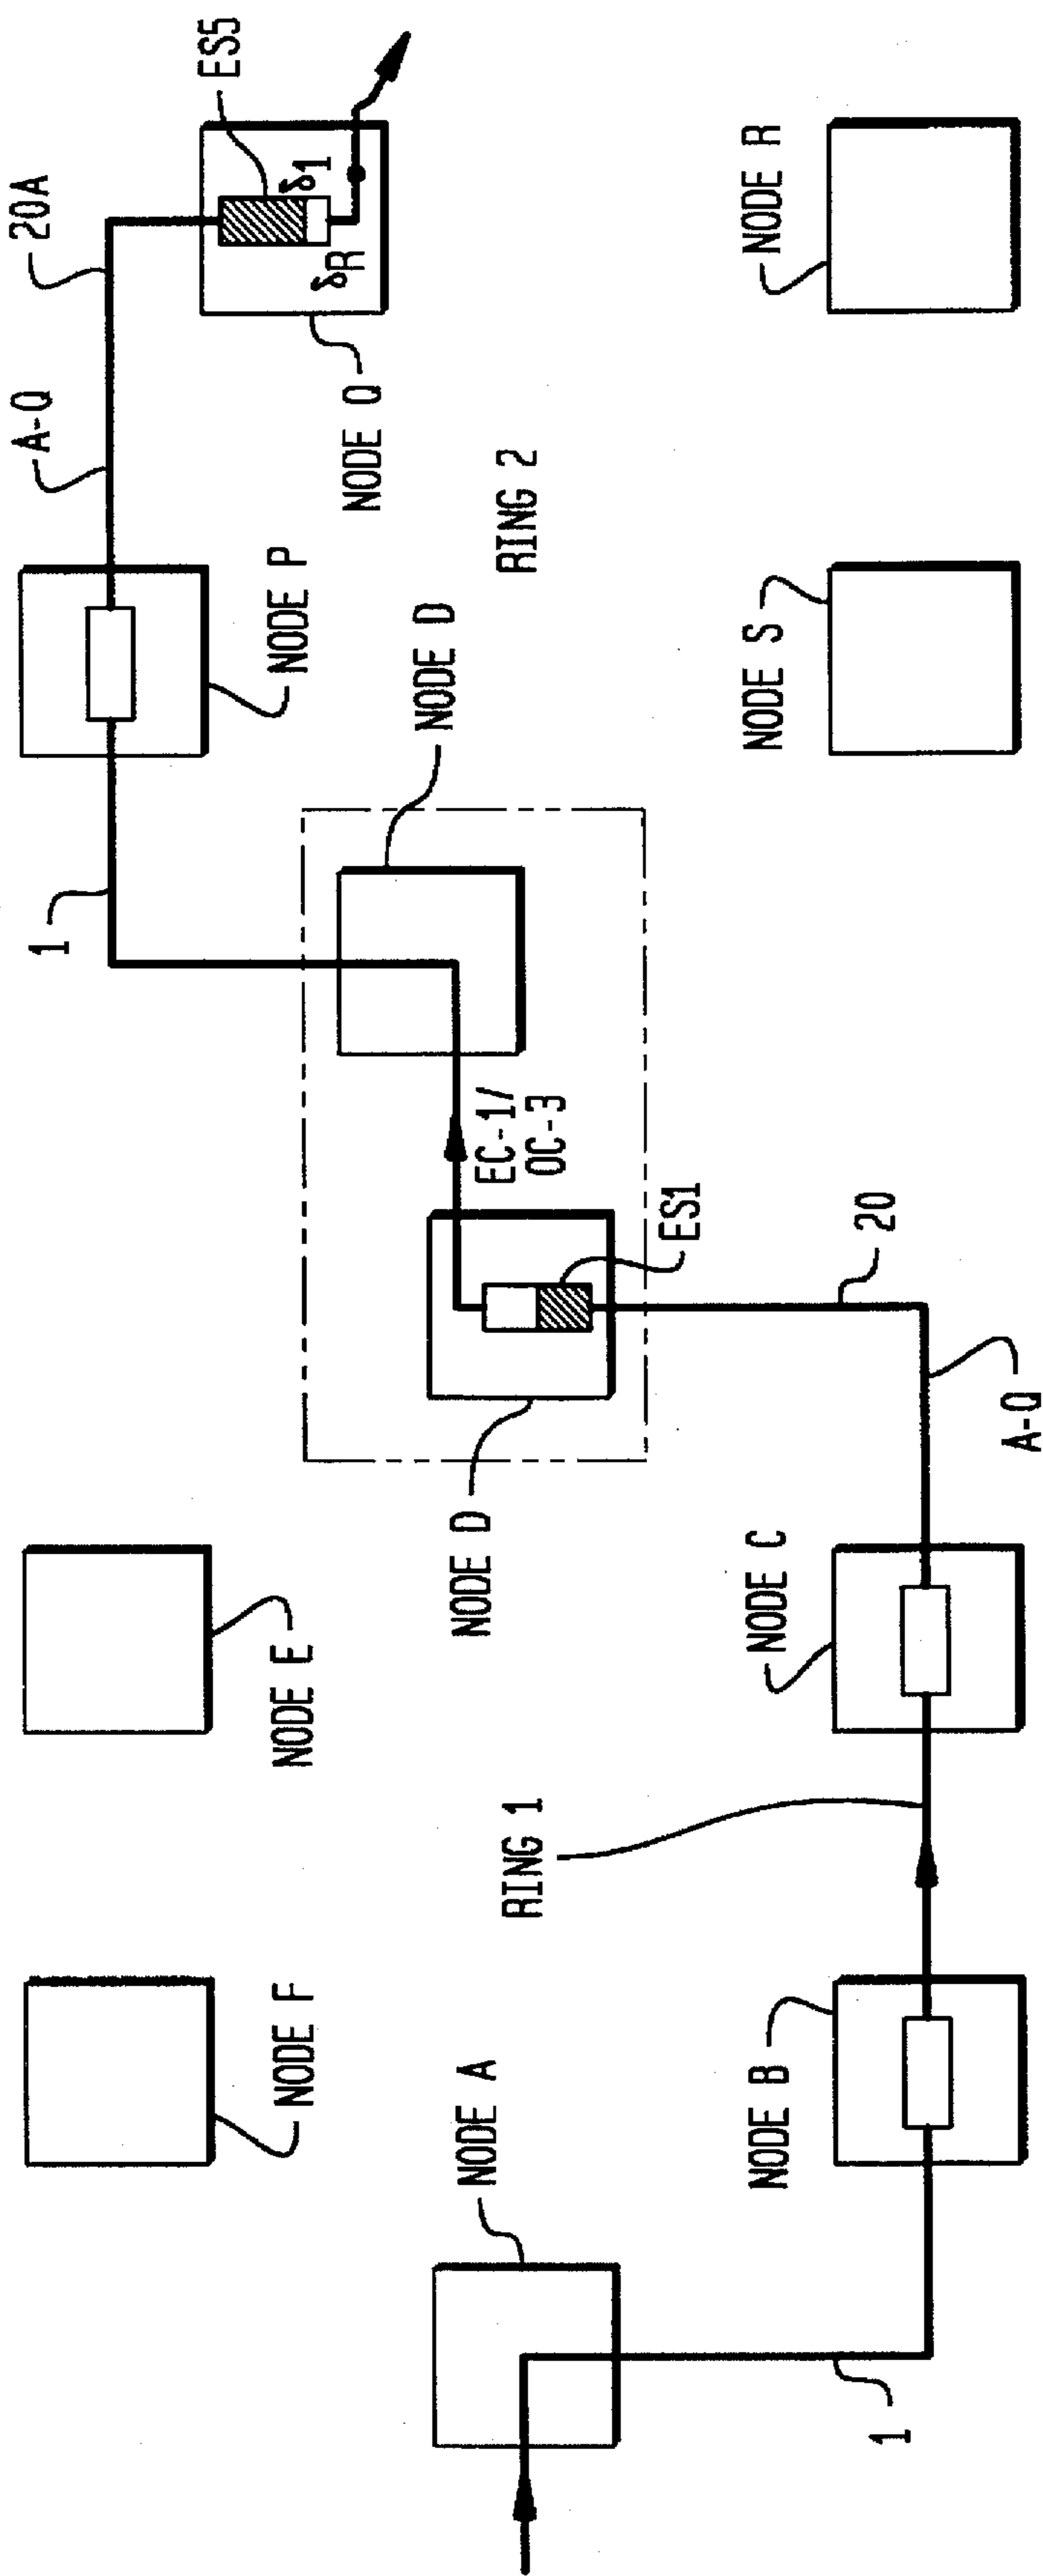 NODE F
NODE E
1
NODE P
A-Q
20A
ES5
δ1
δR
NODE Q
NODE A
RING 1
NODE D
EC-1/
OC-3
ES1
NODE D
RING 2
NODE B
NODE C
20
A-Q
1
NODE S
NODE R